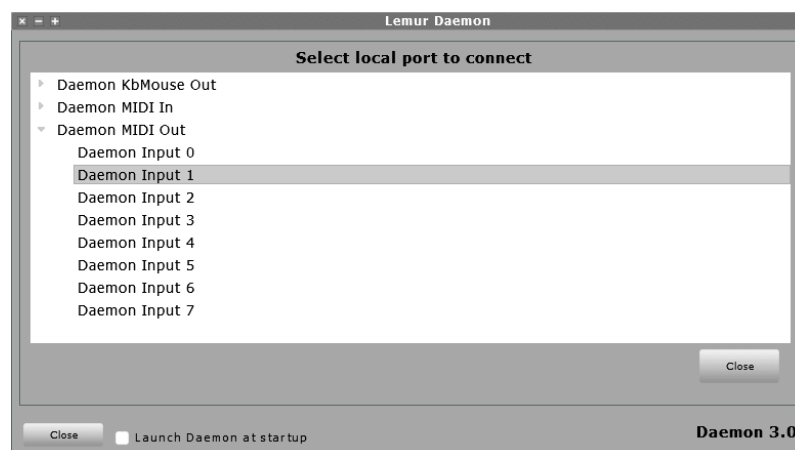 Lemur Daemon
Select local port to connect
Daemon KbMouse Out
Daemon MIDI In
Daemon MIDI Out
Daemon Input 0
Daemon Input 1
Daemon Input 2
Daemon Input 3
Daemon Input 4
Daemon Input 5
Daemon Input 6
Daemon Input 7
Close
Close Launch Daemon at startup Daemon 3.0